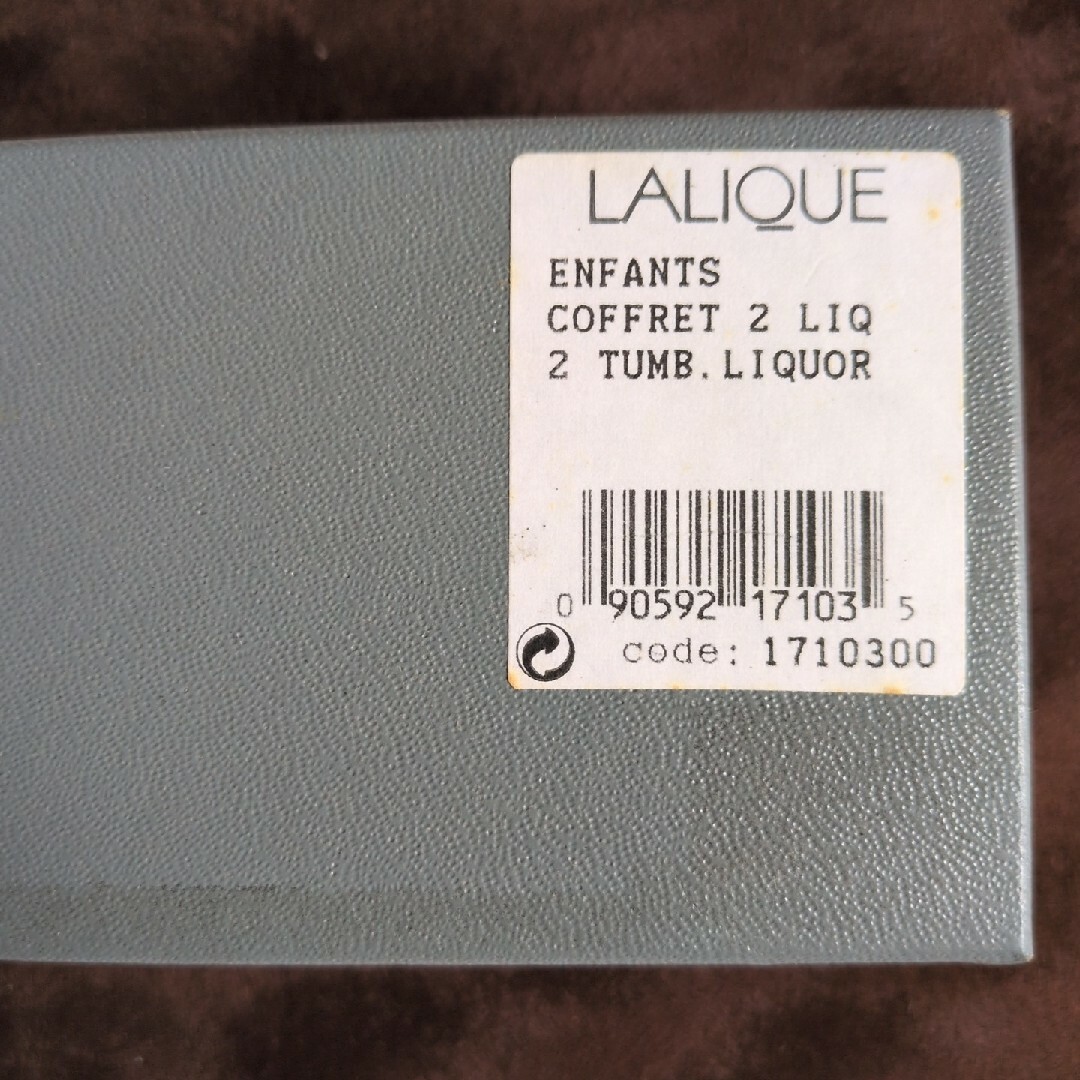 LALIQUE
ENFANTS
COFFRET 2 LIQ
2 TUMB. LIQUOR
0 90592 17103 5
code: 1710300